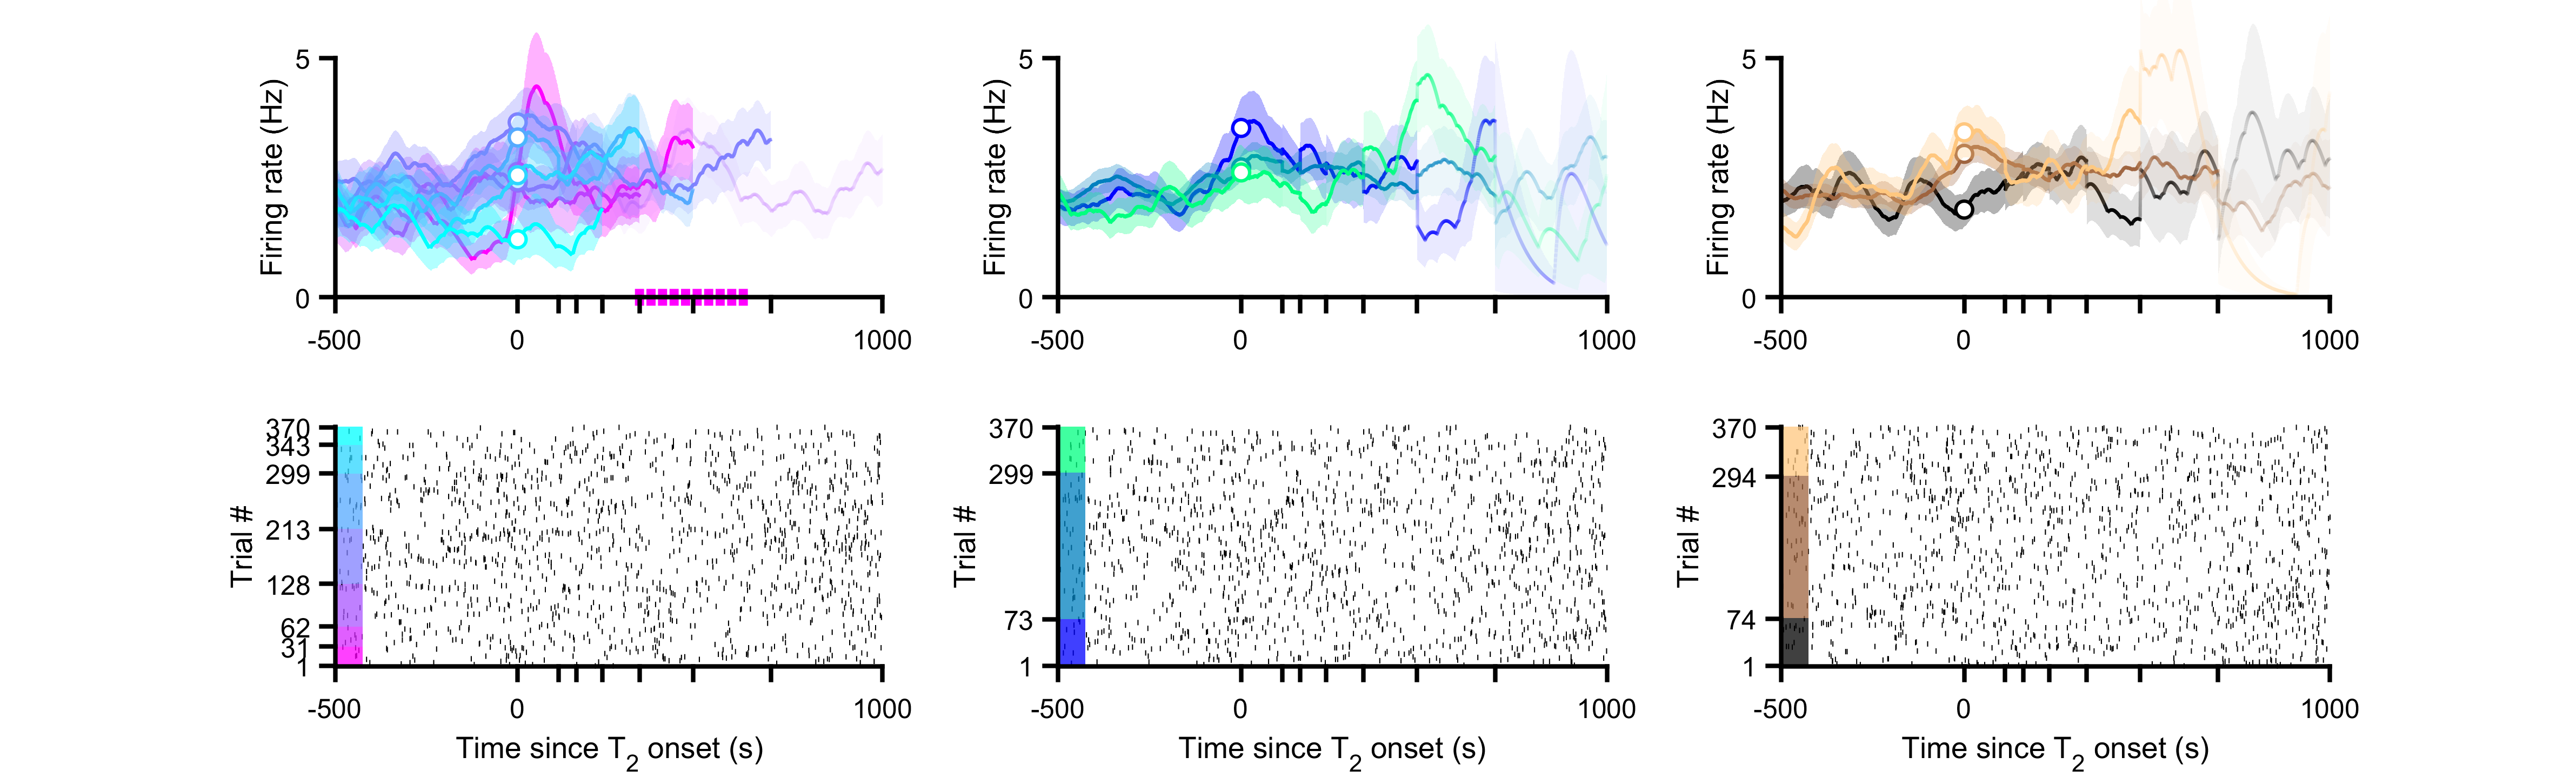 5 5 5
Firing rate (Hz) Firing rate (Hz) Firing rate (Hz)
0 0 0
-500 0 1000 -500 0 1000 -500 0 1000
370 370 370
343
299 299 294
213
128
62 73 74
31
1 1 1
Trial # Trial # Trial #
-500 0 1000 -500 0 1000 -500 0 1000
Time since T2 onset (s) Time since T2 onset (s) Time since T2 onset (s)